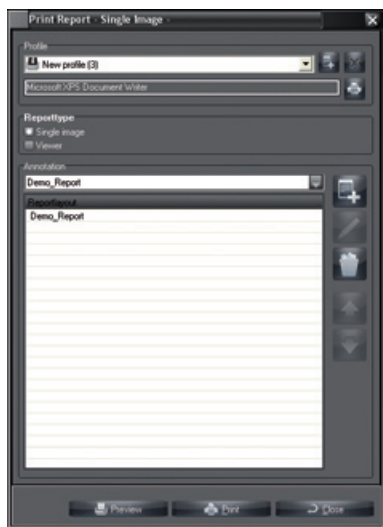 Print Report - Single Image -
Profile
New profile (3)
Microsoft XPS Document Writer
Reporttype
Single image
Viewer
Annotation
Demo_Report
Reportlayout
Demo_Report
Preview
Print
Close